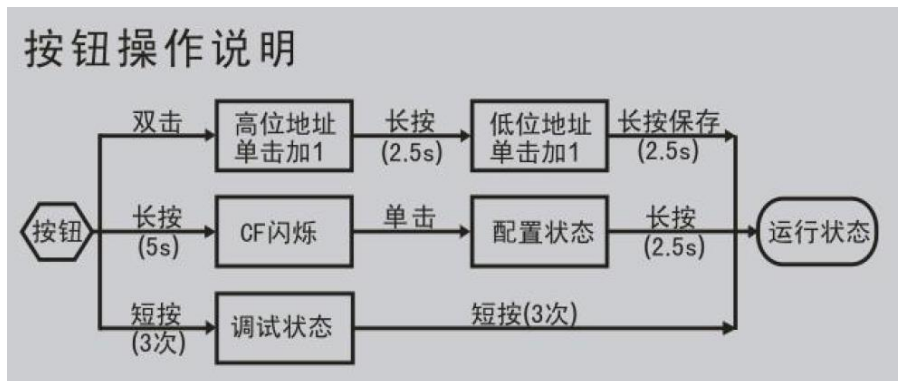 按钮操作说明
双击
高位地址
单击加1
长按
(2.5s)
低位地址
单击加1
长按保存
(2.5s)
按钮
长按
(5s)
CF闪烁
单击
配置状态
长按
(2.5s)
运行状态
短按
(3次)
调试状态
短按(3次)